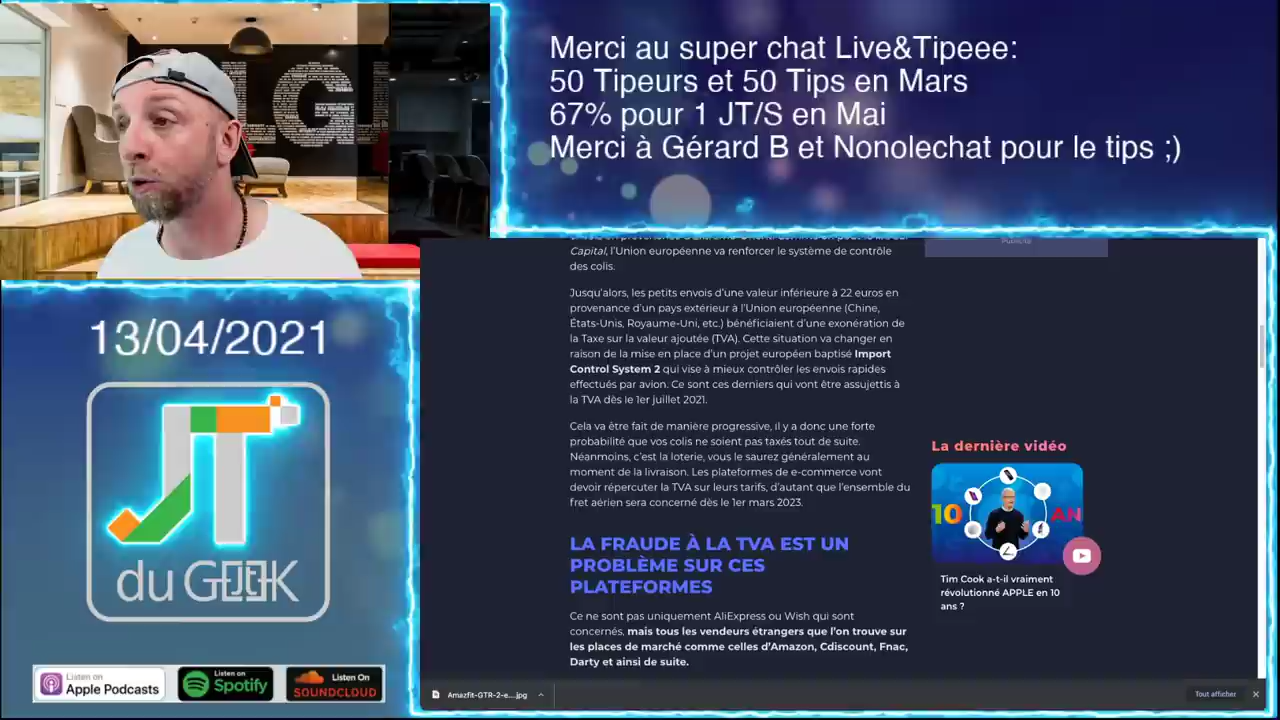 Merci au super chat Live&Tipeee:
50 Tipeurs et 50 Tips en Mars
67% pour 1 JT/S en Mai
Merci à Gérard B et Nonolechat pour le tips ;)
Publicité
Capital, l'Union européenne va renforcer le système de contrôle
des colis.
Jusqu'alors, les petits envois d'une valeur inférieure à 22 euros en
provenance d'un pays extérieur à l'Union européenne (Chine,
États-Unis, Royaume-Uni, etc.) bénéficiaient d'une exonération de
la Taxe sur la valeur ajoutée (TVA). Cette situation va changer en
raison de la mise en place d'un projet européen baptisé Import
Control System 2 qui vise à mieux contrôler les envois rapides
effectués par avion. Ce sont ces derniers qui vont être assujettis à
la TVA dès le 1er juillet 2021.
Cela va être fait de manière progressive, il y a donc une forte
probabilité que vos colis ne soient pas taxés tout de suite.
Néanmoins, c'est la loterie, vous le saurez généralement au
moment de la livraison. Les plateformes de e-commerce vont
devoir répercuter la TVA sur leurs tarifs, d'autant que l'ensemble du
fret aérien sera concerné dès le 1er mars 2023.
LA FRAUDE À LA TVA EST UN
PROBLÈME SUR CES
PLATEFORMES
Ce ne sont pas uniquement AliExpress ou Wish qui sont
concernés, mais tous les vendeurs étrangers que l'on trouve sur
les places de marché comme celles d'Amazon, Cdiscount, Fnac,
Darty et ainsi de suite.
La dernière vidéo
10 AN
Tim Cook a-t-il vraiment
révolutionné APPLE en 10
ans ?
13/04/2021
JT
du GEEK
Listen on
Apple Podcasts
Listen on
Spotify
Listen On
SOUNDCLOUD
Amazfit-GTR-2-e....jpg
Tout afficher